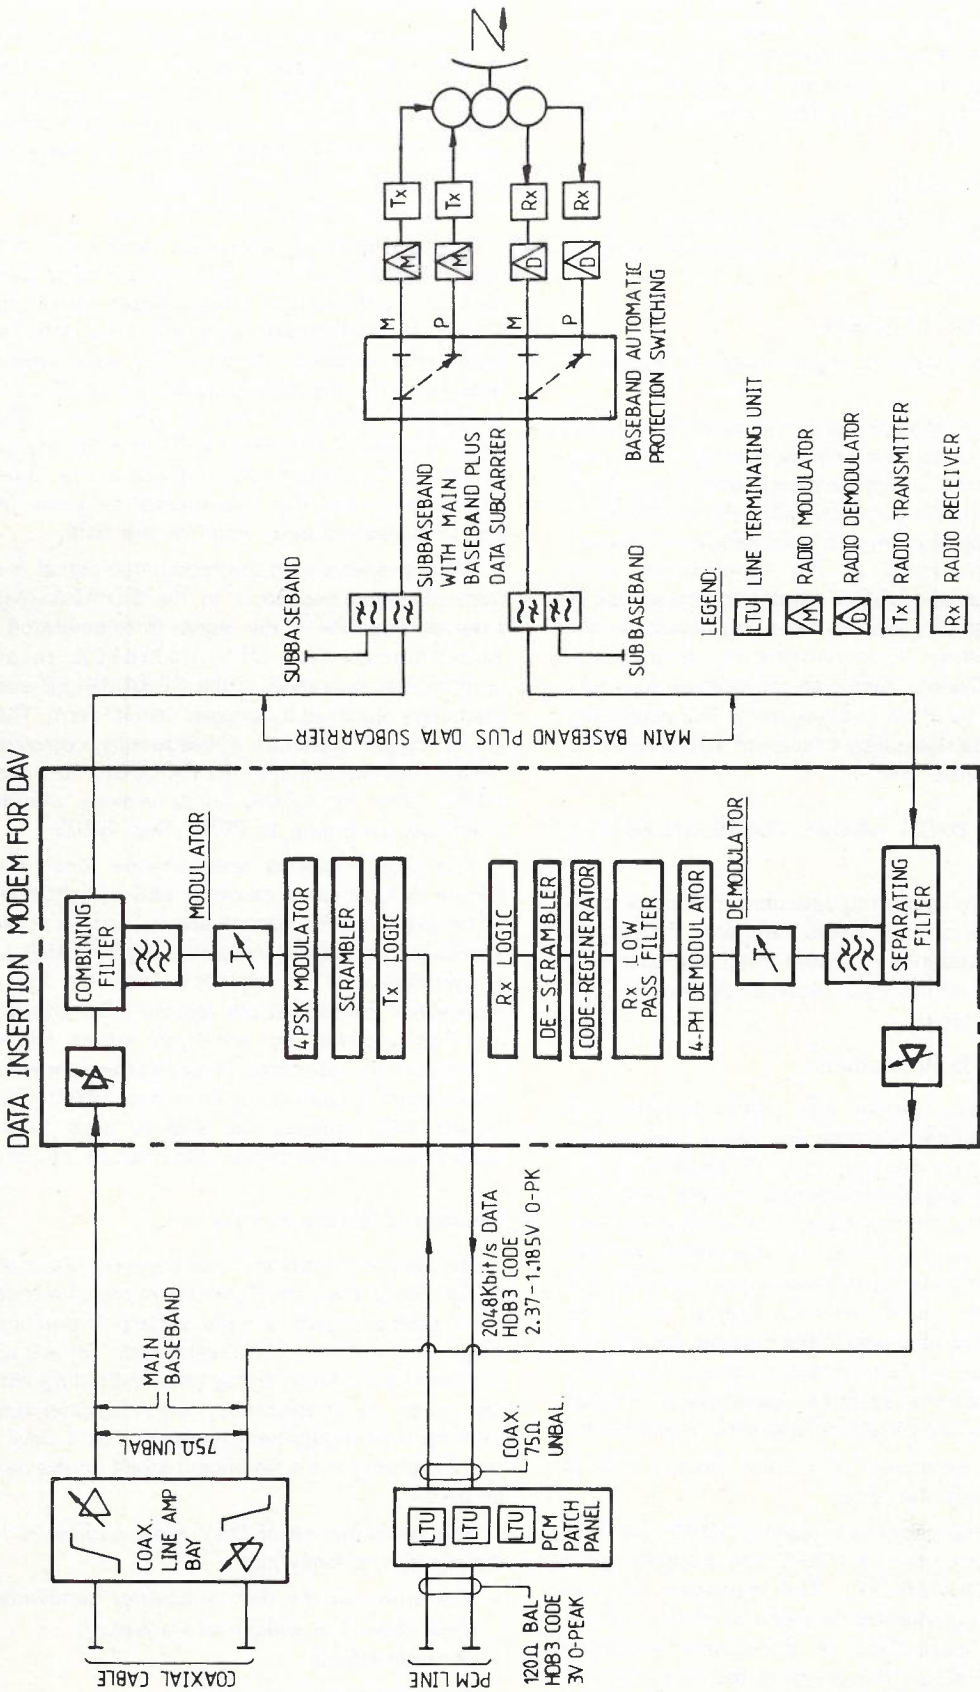 DATA INSERTION MODEM FOR DAV
COAXIAL CABLE
COAX.
LINE AMP
BAY
75Ω UNBAL
MAIN
BASEBAND
COMBINING
FILTER
MODULATOR
4PSK MODULATOR
SCRAMBLER
Tx LOGIC
Rx LOGIC
DE-SCRAMBLER
CODE-REGENERATOR
Rx LOW
PASS FILTER
4-PH DEMODULATOR
DEMODULATOR
SEPARATING
FILTER
PCM LINE
120Ω BAL-
HDB3 CODE
3V O-PEAK
LTU
LTU
LTU
PCM
PATCH
PANEL
COAX.
75Ω
UNBAL.
2048Kbit/s DATA
HDB3 CODE
2.37-1.185V O-PK
MAIN BASEBAND PLUS DATA SUBCARRIER
SUBBASEBAND
SUBBASEBAND
WITH MAIN
BASEBAND PLUS
DATA SUBCARRIER
SUBBASEBAND
M
P
M
P
BASEBAND AUTOMATIC
PROTECTION SWITCHING
M
Tx
M
Tx
D
Rx
D
Rx
LEGEND:
LTU LINE TERMINATING UNIT
M RADIO MODULATOR
D RADIO DEMODULATOR
Tx RADIO TRANSMITTER
Rx RADIO RECEIVER